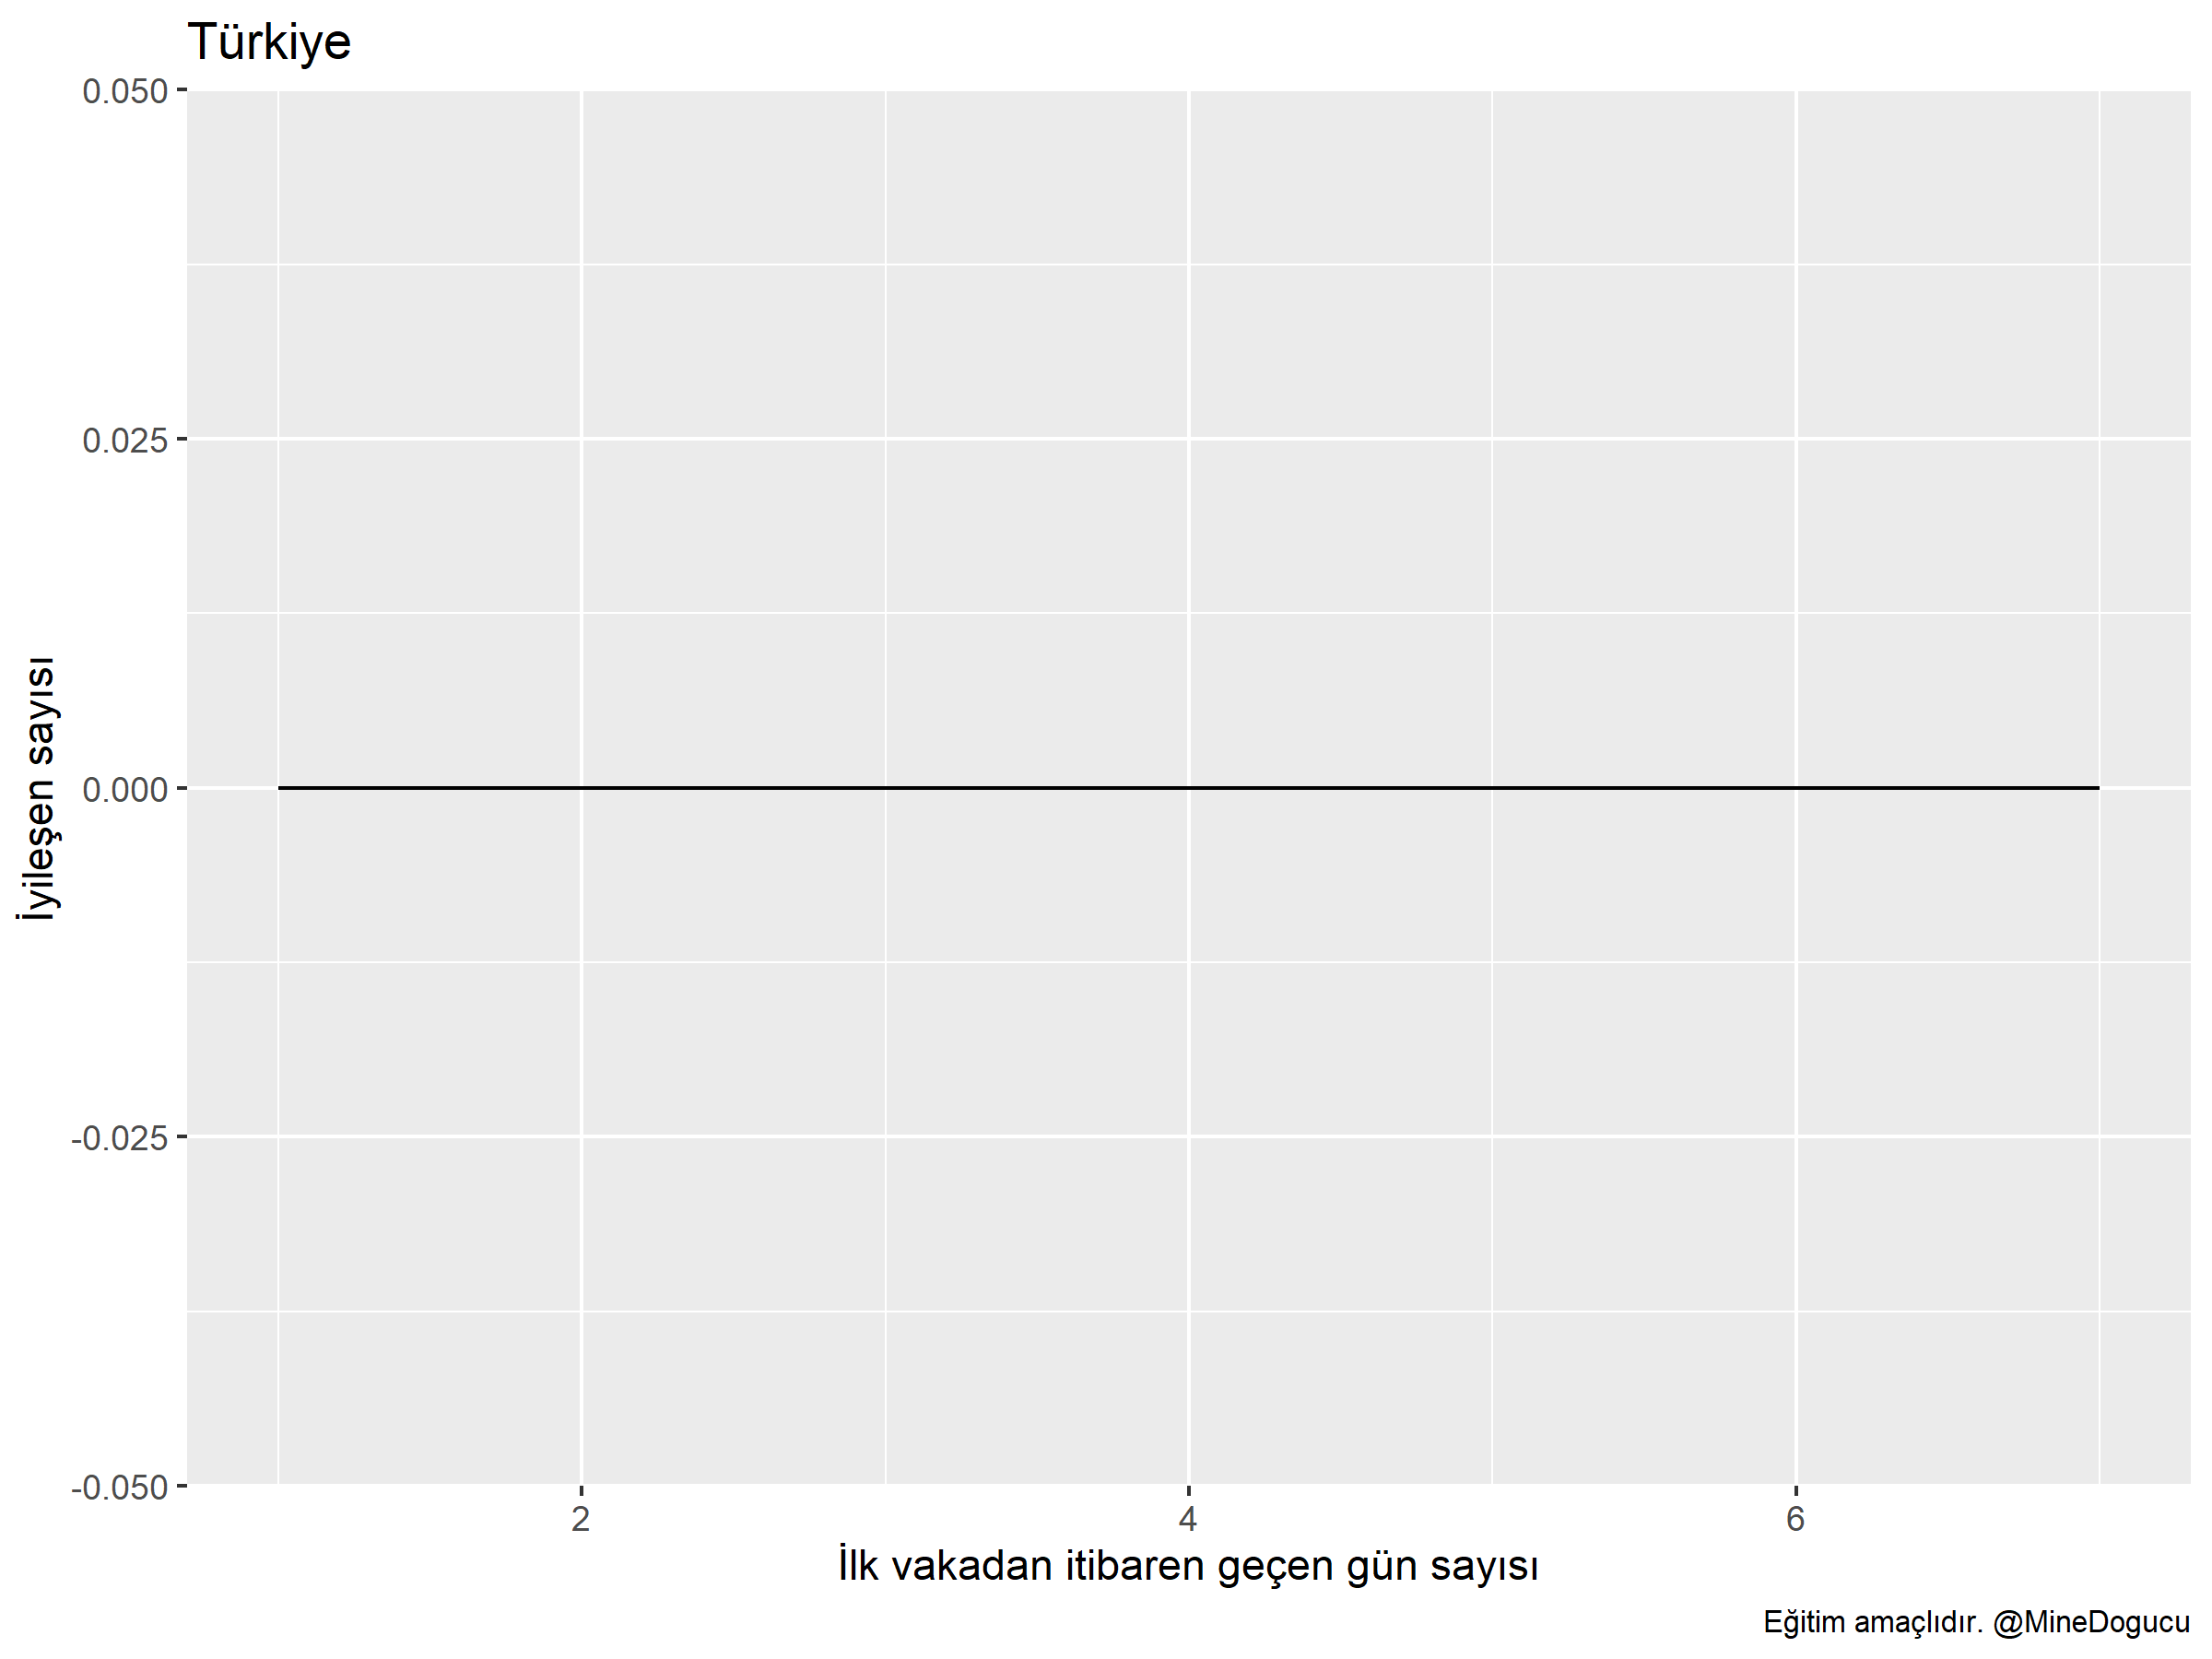 Türkiye
0.050
0.025
0.000
-0.025
-0.050
İyileşen sayısı
2 4 6
İlk vakadan itibaren geçen gün sayısı
Eğitim amaçlıdır. @MineDogucu